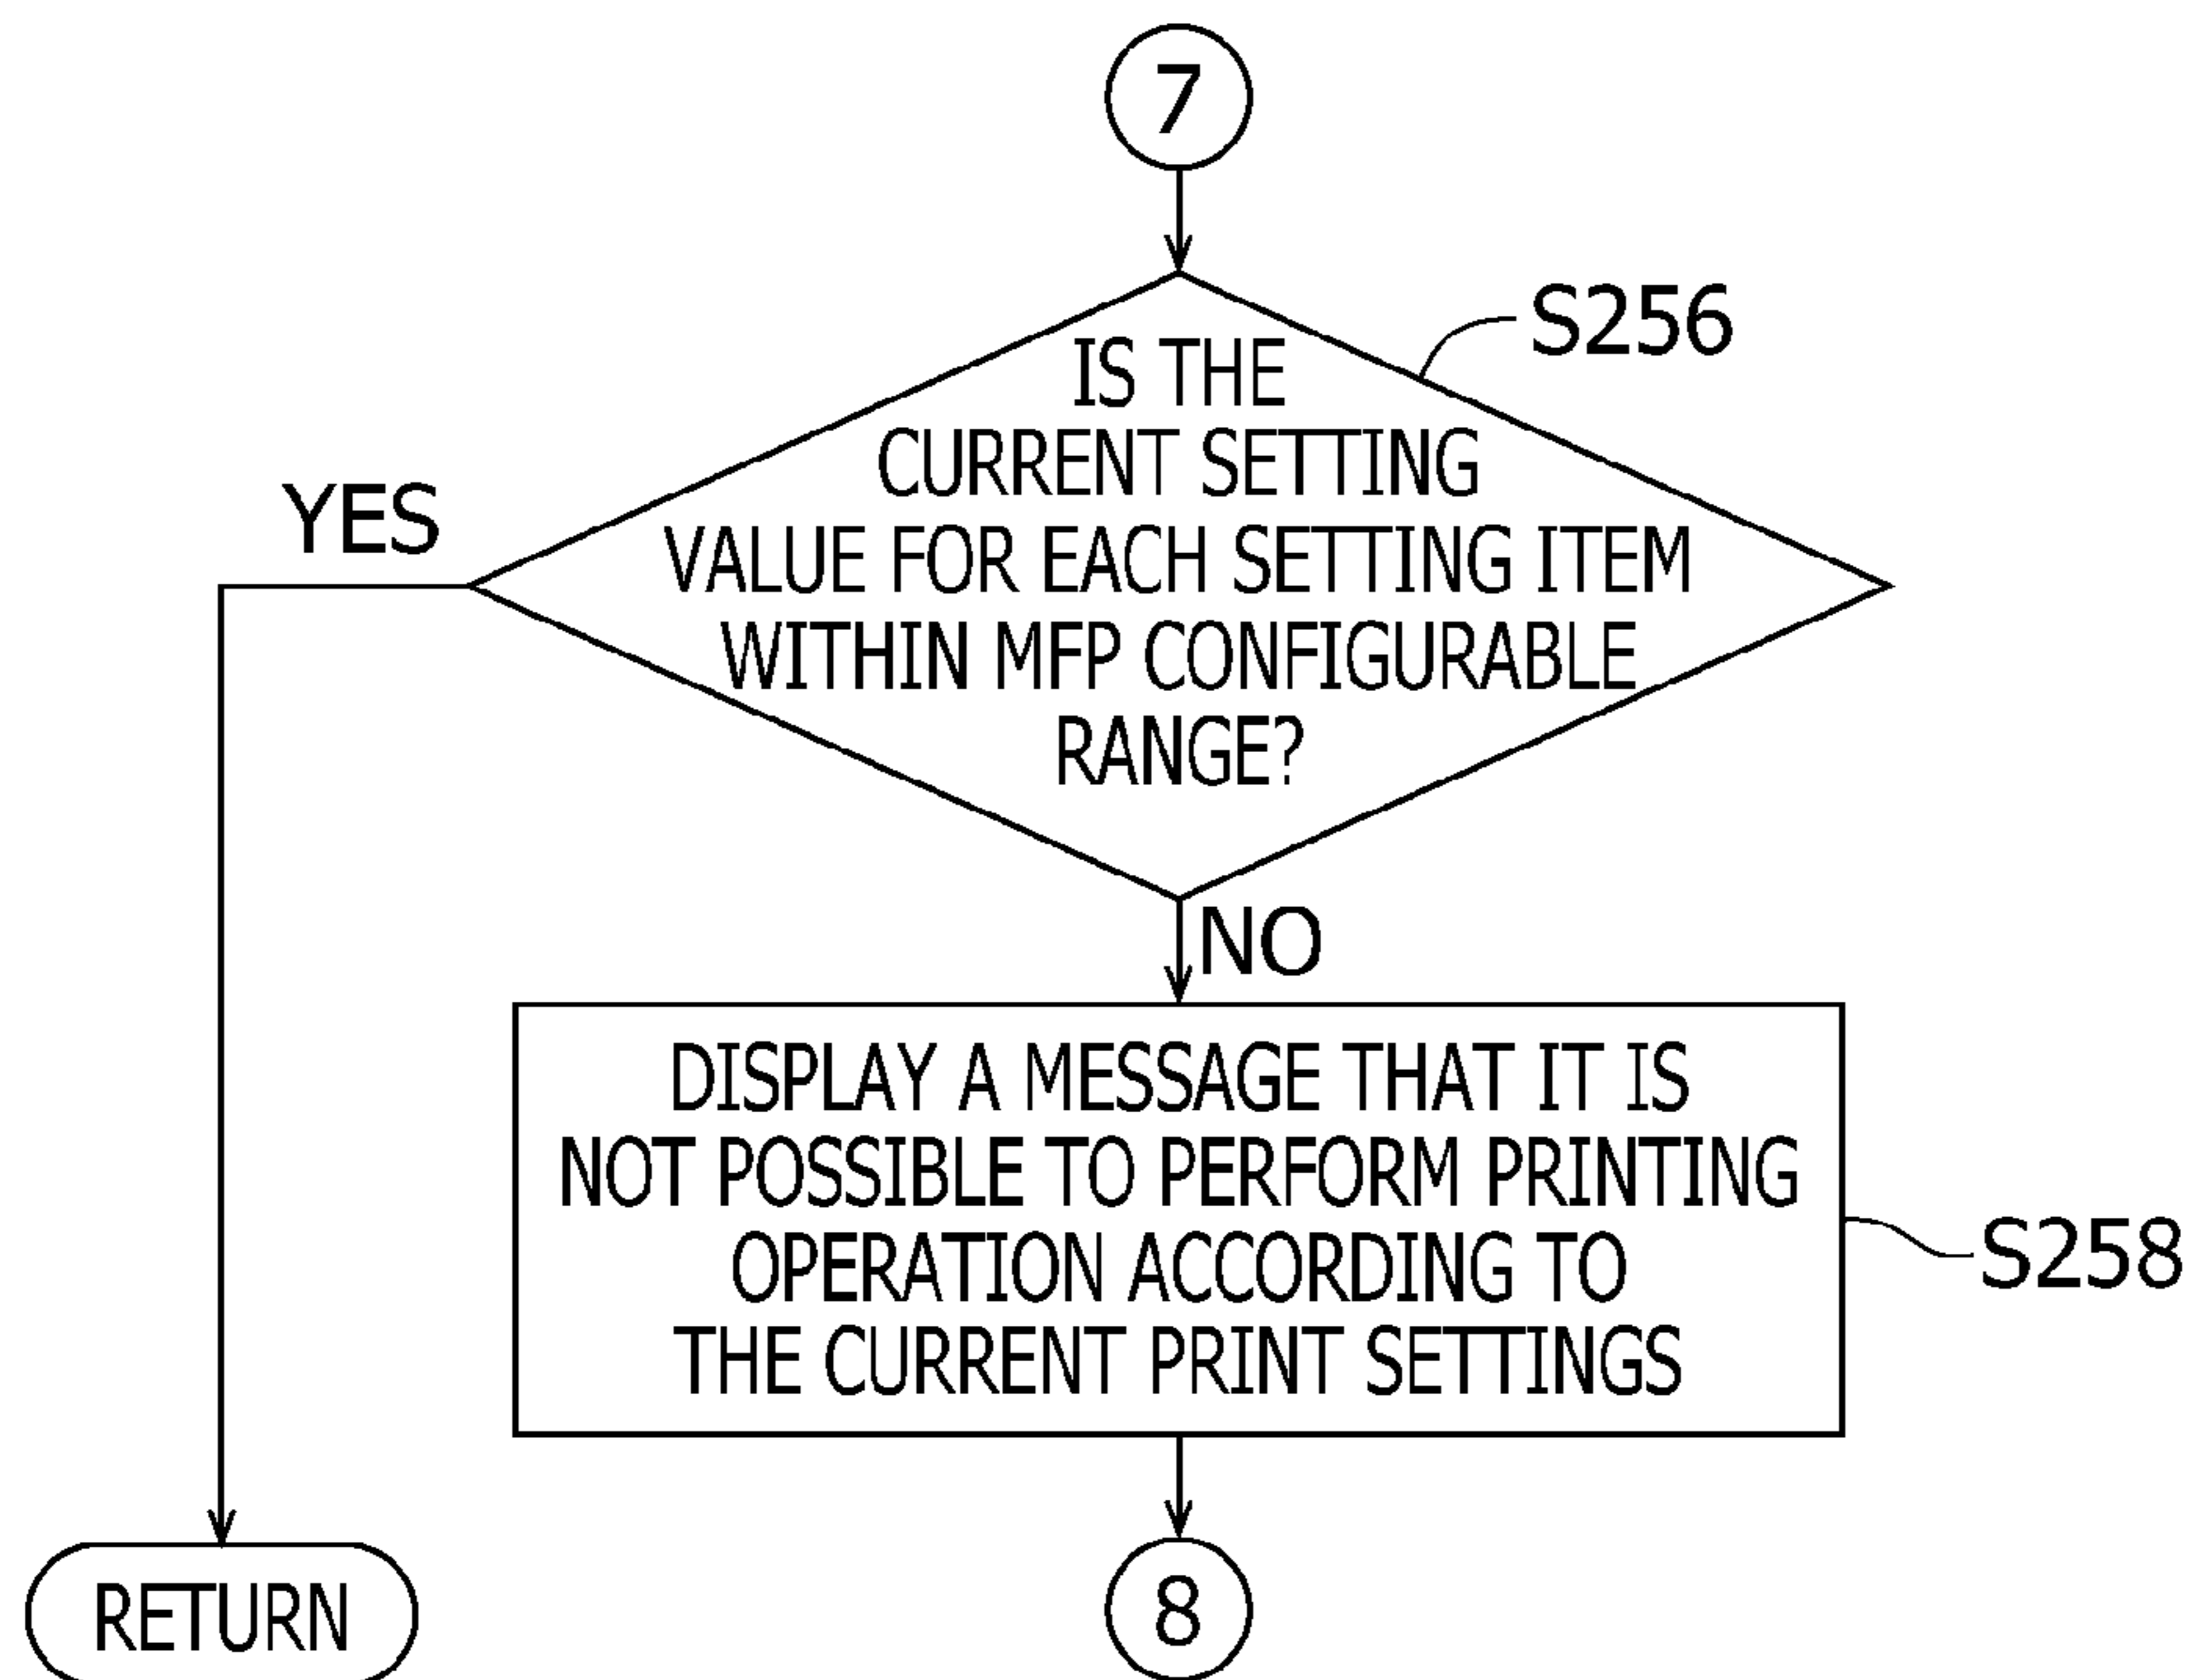 7
S256
IS THE
CURRENT SETTING
VALUE FOR EACH SETTING ITEM
WITHIN MFP CONFIGURABLE
RANGE?
YES
NO
DISPLAY A MESSAGE THAT IT IS
NOT POSSIBLE TO PERFORM PRINTING
OPERATION ACCORDING TO
THE CURRENT PRINT SETTINGS
S258
RETURN
8